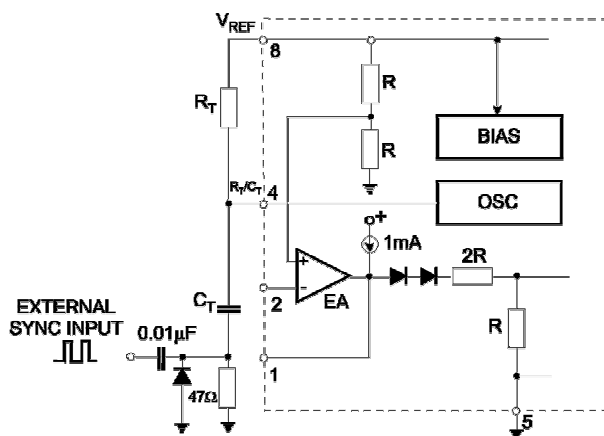 VREF
8
RT
R
R
BIAS
RT/CT
4
OSC
+
1mA
+
-
EA
2R
2
CT
R
EXTERNAL
SYNC INPUT
0.01µF
47Ω
1
5